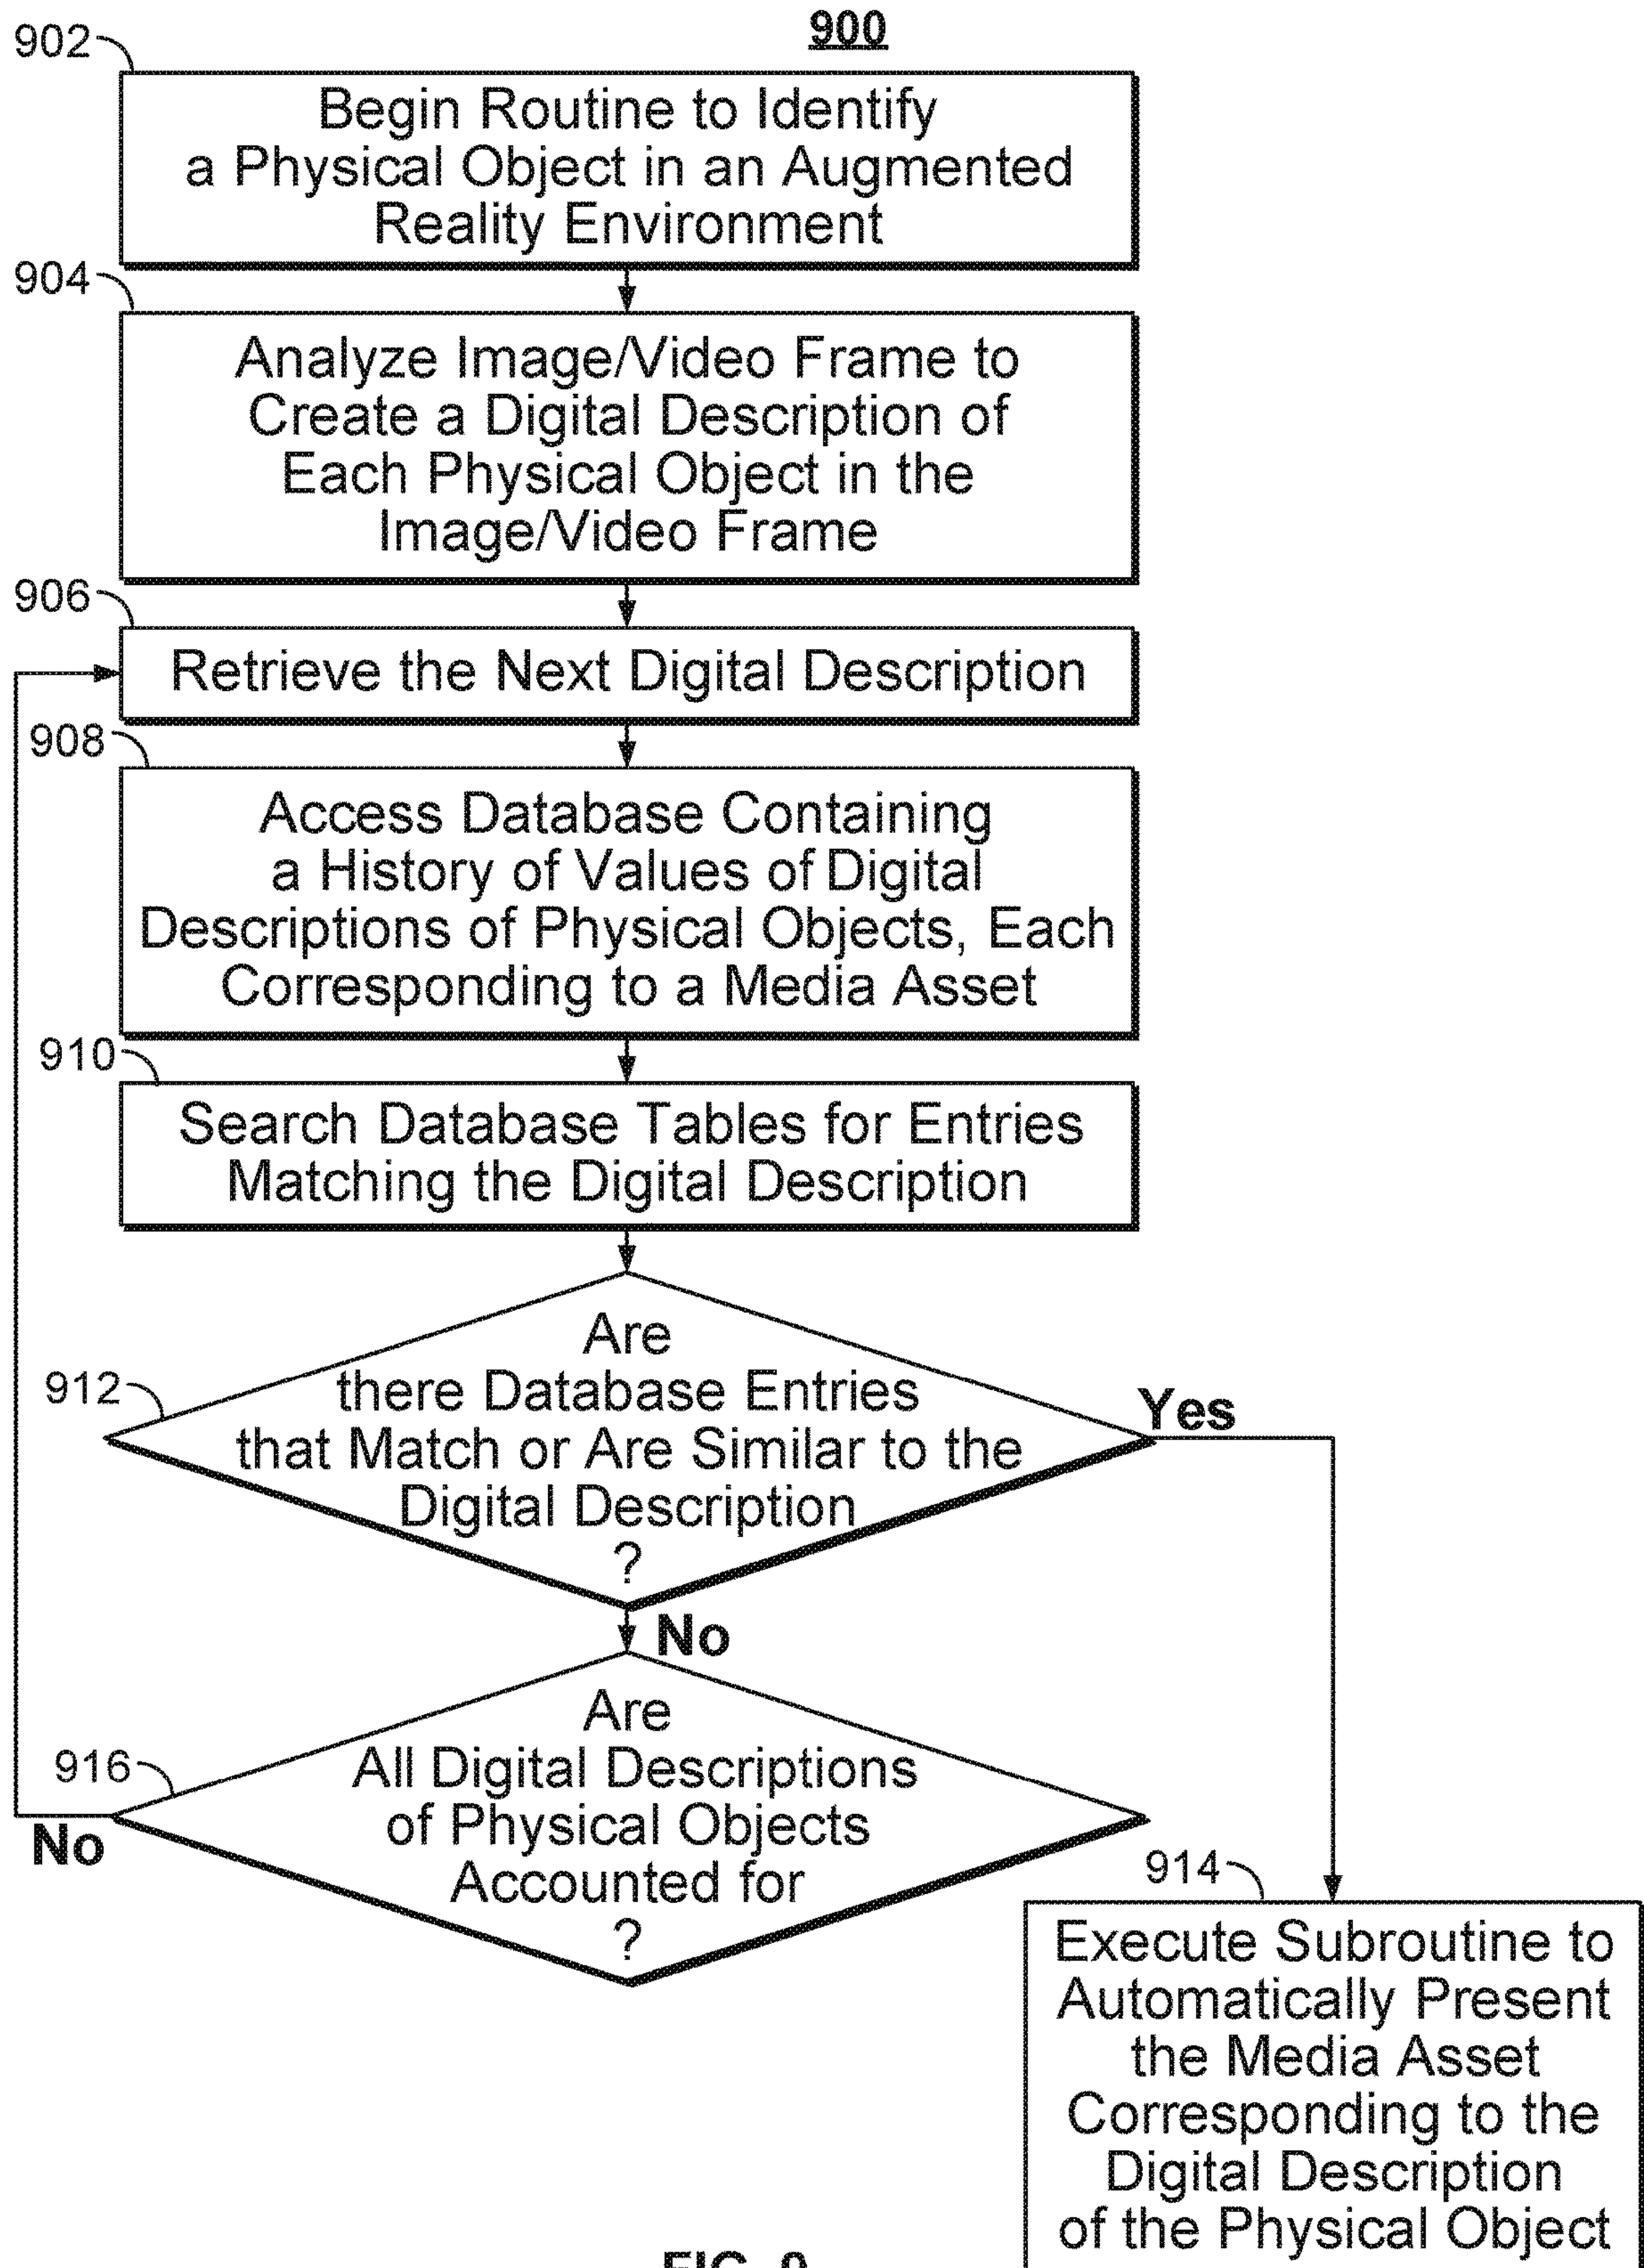 900
902
Begin Routine to Identify
a Physical Object in an Augmented
Reality Environment
904
Analyze Image/Video Frame to
Create a Digital Description of
Each Physical Object in the
Image/Video Frame
906
Retrieve the Next Digital Description
908
Access Database Containing
a History of Values of Digital
Descriptions of Physical Objects, Each
Corresponding to a Media Asset
910
Search Database Tables for Entries
Matching the Digital Description
912
Are
there Database Entries
that Match or Are Similar to the
Digital Description
?
Yes
No
916
Are
All Digital Descriptions
of Physical Objects
Accounted for
?
No
914
Execute Subroutine to
Automatically Present
the Media Asset
Corresponding to the
Digital Description
of the Physical Object
FIG. 9